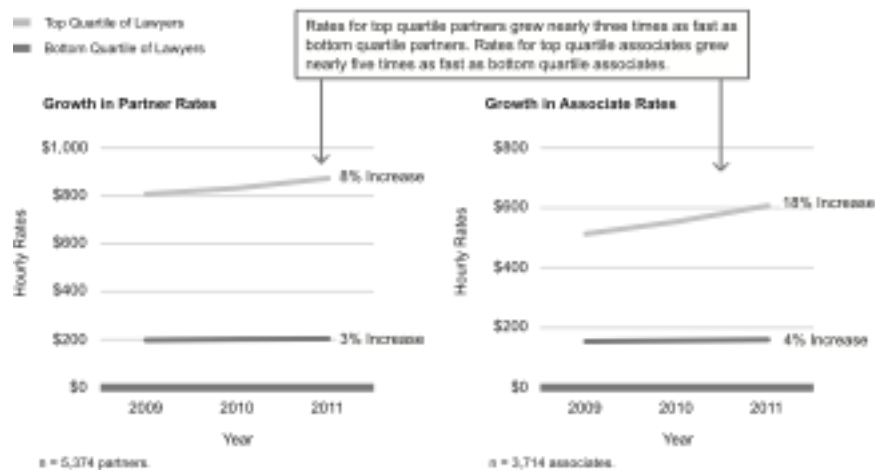 Top Quartile of Lawyers
Bottom Quartile of Lawyers
Rates for top quartile partners grew nearly three times as fast as
bottom quartile partners. Rates for top quartile associates grew
nearly five times as fast as bottom quartile associates.
Growth in Partner Rates
$1,000
$800
$600
$400
$200
$0
Hourly Rates
8% Increase
3% Increase
2009 2010 2011
Year
n = 5,374 partners.
Growth in Associate Rates
$800
$600
$400
$200
$0
Hourly Rates
18% Increase
4% Increase
2009 2010 2011
Year
n = 3,714 associates.